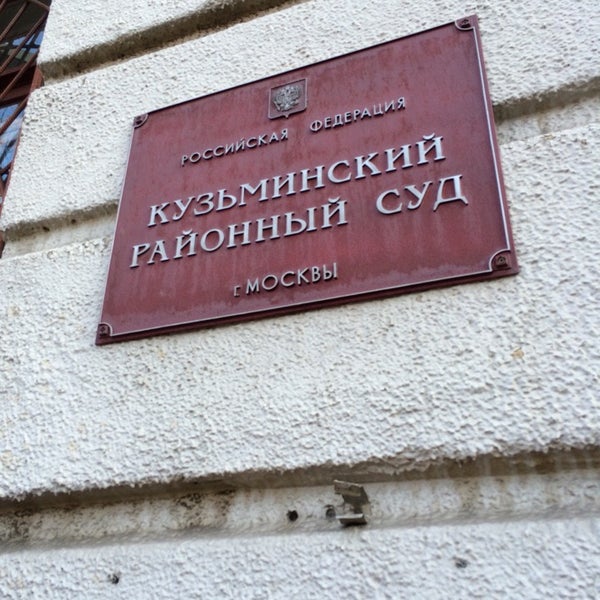 РОССИЙСКАЯ ФЕДЕРАЦИЯ
КУЗЬМИНСКИЙ
РАЙОННЫЙ СУД
г МОСКВЫ